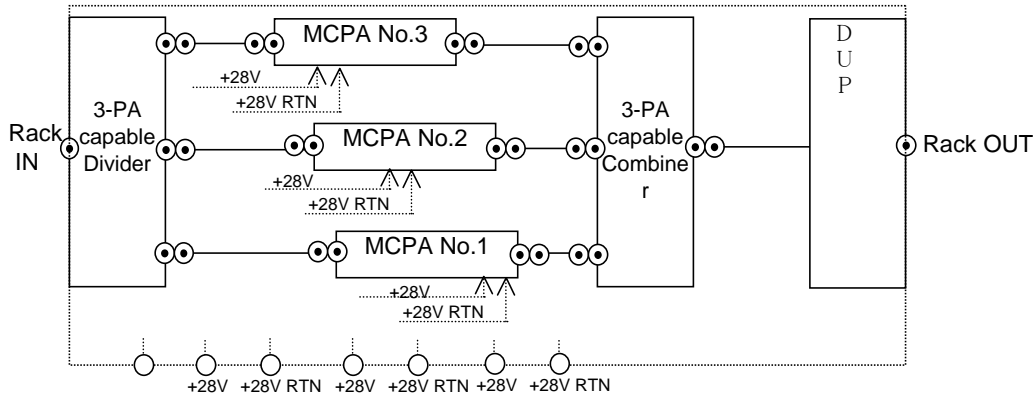 MCPA No.3
+28V
+28V RTN
D
U
P
Rack
IN
3-PA
capable
Divider
MCPA No.2
+28V
+28V RTN
3-PA
capable
Combine
r
Rack OUT
MCPA No.1
+28V
+28V RTN
+28V +28V RTN +28V +28V RTN +28V +28V RTN